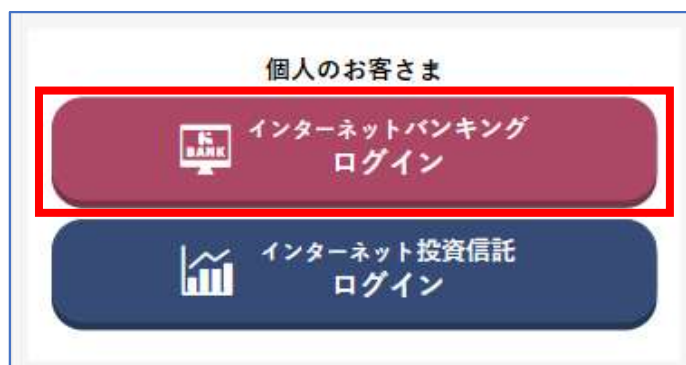 個人のお客さま
BANK
インターネットバンキング
ログイン
インターネット投資信託
ログイン